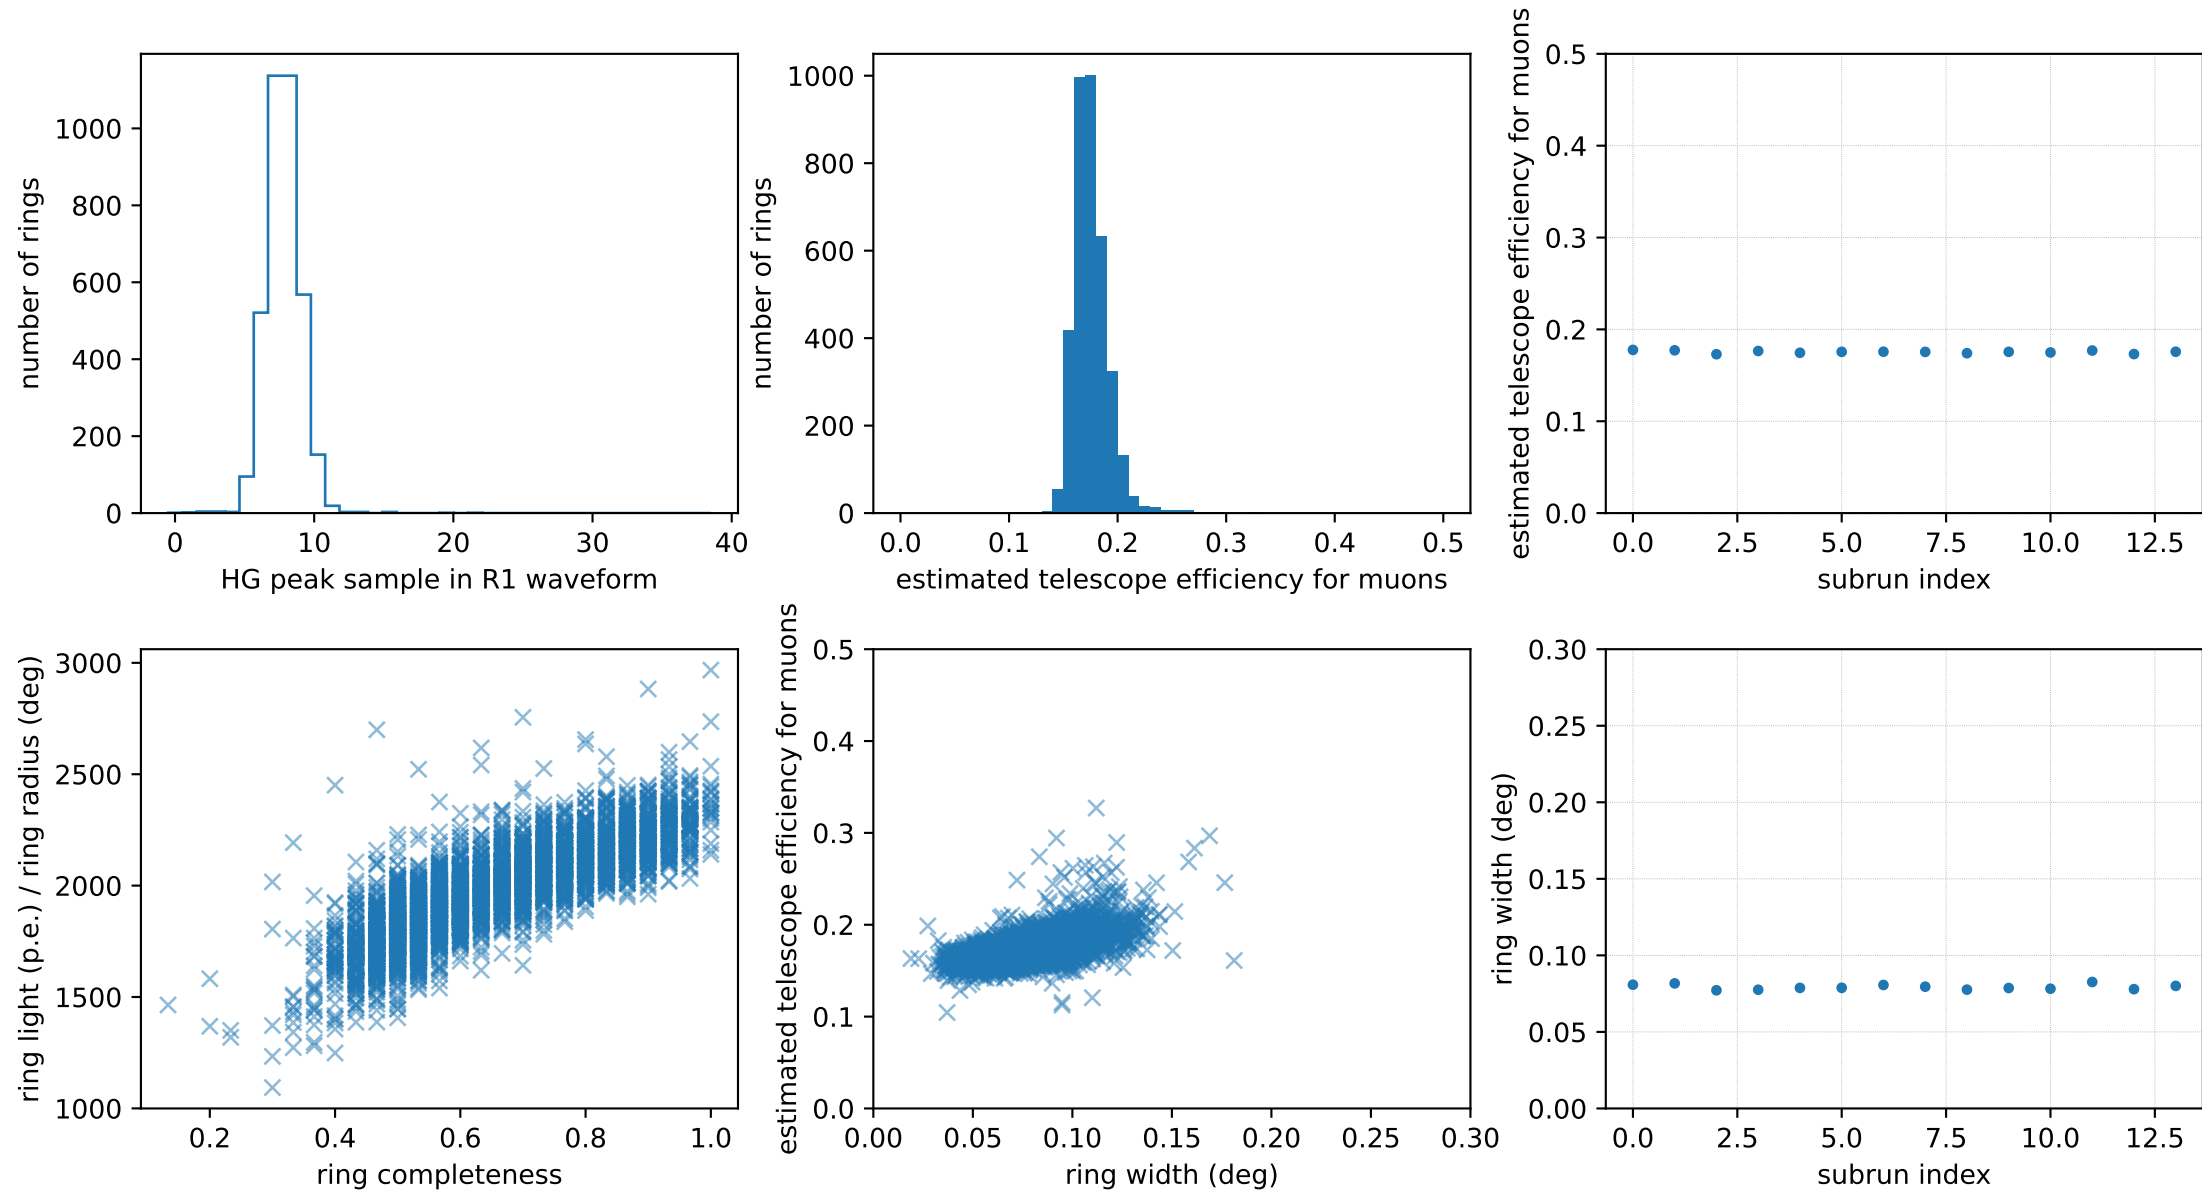 number of rings
1000
800
600
400
200
0
0 10 20 30 40
HG peak sample in R1 waveform
number of rings
1000
800
600
400
200
0
0.0 0.1 0.2 0.3 0.4 0.5
estimated telescope efficiency for muons
estimated telescope efficiency for muons
0.5
0.4
0.3
0.2
0.1
0.0
0.0 2.5 5.0 7.5 10.0 12.5
subrun index
ring light (p.e.) / ring radius (deg)
3000
2500
2000
1500
1000
0.2 0.4 0.6 0.8 1.0
ring completeness
estimated telescope efficiency for muons
0.5
0.4
0.3
0.2
0.1
0.0
0.00 0.05 0.10 0.15 0.20 0.25 0.30
ring width (deg)
ring width (deg)
0.30
0.25
0.20
0.15
0.10
0.05
0.00
0.0 2.5 5.0 7.5 10.0 12.5
subrun index